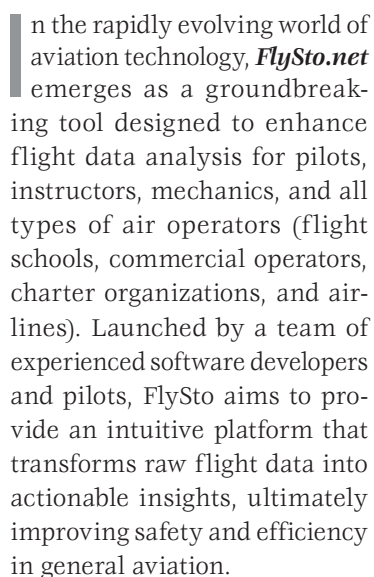 In the rapidly evolving world of
aviation technology, FlySto.net
emerges as a groundbreak-
ing tool designed to enhance
flight data analysis for pilots,
instructors, mechanics, and all
types of air operators (flight
schools, commercial operators,
charter organizations, and air-
lines). Launched by a team of
experienced software developers
and pilots, FlySto aims to pro-
vide an intuitive platform that
transforms raw flight data into
actionable insights, ultimately
improving safety and efficiency
in general aviation.